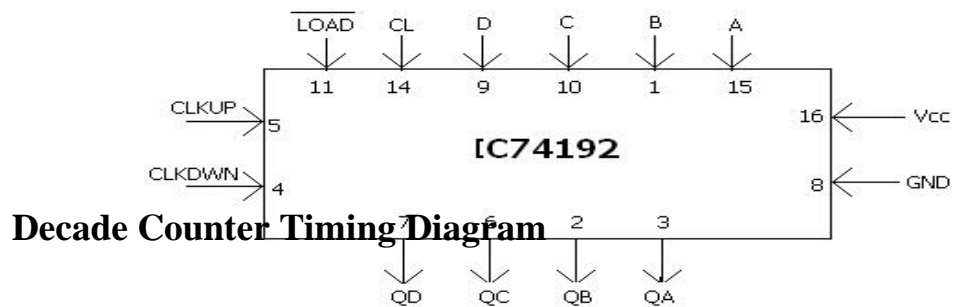 LOAD CL D C B A
11 14 9 10 1 15
CLKUP 5 16 Vcc
IC74192
CLKDWN 4 8 GND
7 6 2 3
Decade Counter Timing Diagram
QD QC QB QA